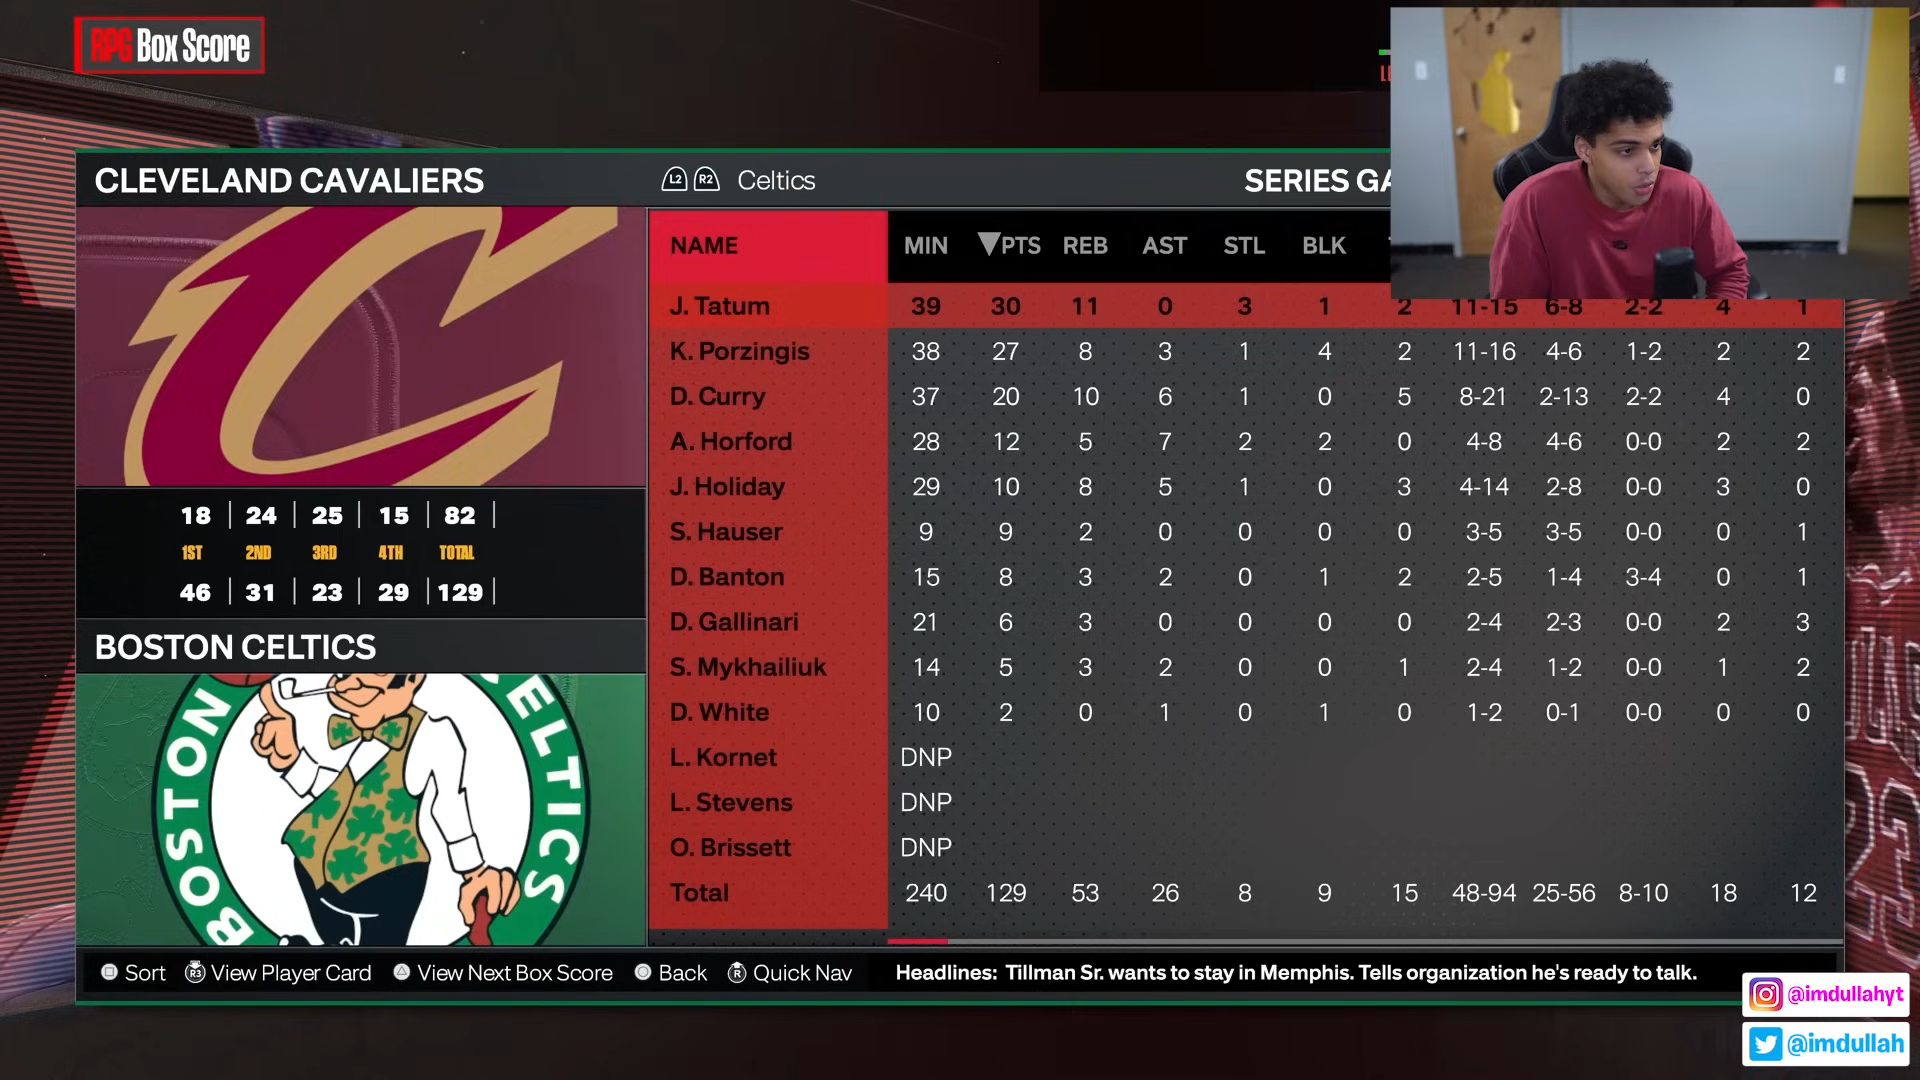 RPG Box Score
CLEVELAND CAVALIERS
L2 R2 Celtics
SERIES GA
NAME MIN PTS REB AST STL BLK
J. Tatum 39 30 11 0 3 1 2 11-15 6-8 2-2 4 1
K. Porzingis 38 27 8 3 1 4 2 11-16 4-6 1-2 2 2
D. Curry 37 20 10 6 1 0 5 8-21 2-13 2-2 4 0
A. Horford 28 12 5 7 2 2 0 4-8 4-6 0-0 2 2
J. Holiday 29 10 8 5 1 0 3 4-14 2-8 0-0 3 0
S. Hauser 9 9 2 0 0 0 0 3-5 3-5 0-0 0 1
D. Banton 15 8 3 2 0 1 2 2-5 1-4 3-4 0 1
D. Gallinari 21 6 3 0 0 0 0 2-4 2-3 0-0 2 3
S. Mykhailiuk 14 5 3 2 0 0 1 2-4 1-2 0-0 1 2
D. White 10 2 0 1 0 1 0 1-2 0-1 0-0 0 0
L. Kornet DNP
L. Stevens DNP
O. Brissett DNP
Total 240 129 53 26 8 9 15 48-94 25-56 8-10 18 12
18 24 25 15 82
1ST 2ND 3RD 4TH TOTAL
46 31 23 29 129
BOSTON CELTICS
BOSTON CELTICS
Sort R3 View Player Card View Next Box Score Back R Quick Nav
Headlines: Tillman Sr. wants to stay in Memphis. Tells organization he's ready to talk.
@imdullahyt
@imdullah